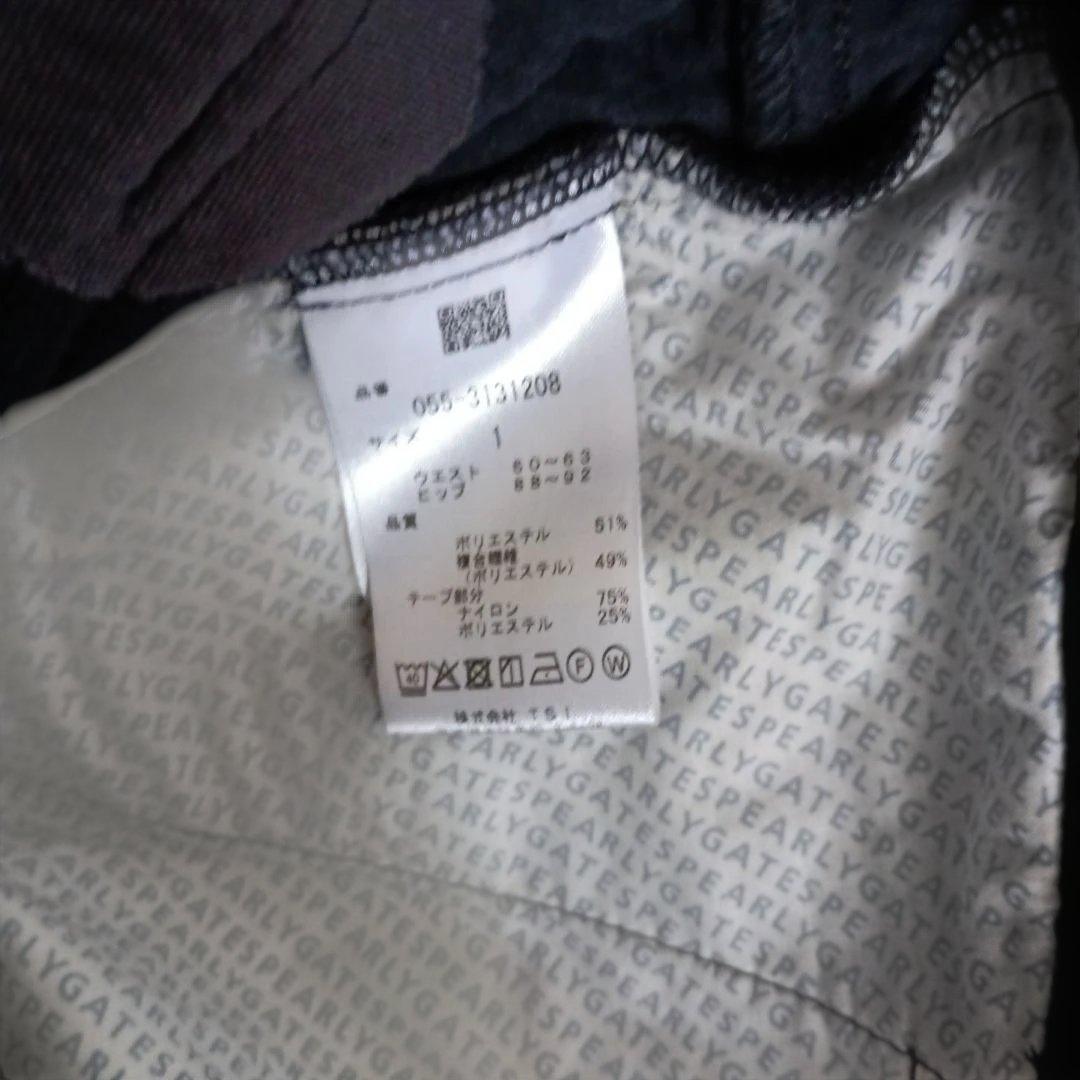 品番
055-3131208
サイズ 1
ウエスト 60～63
ヒップ 88～92
品質
ポリエステル 51%
複合繊維
(ポリエステル) 49%
テープ部分
ナイロン 75%
ポリエステル 25%
40 F W
株式会社 TSI
PEARLYGATESPEARLYGATES